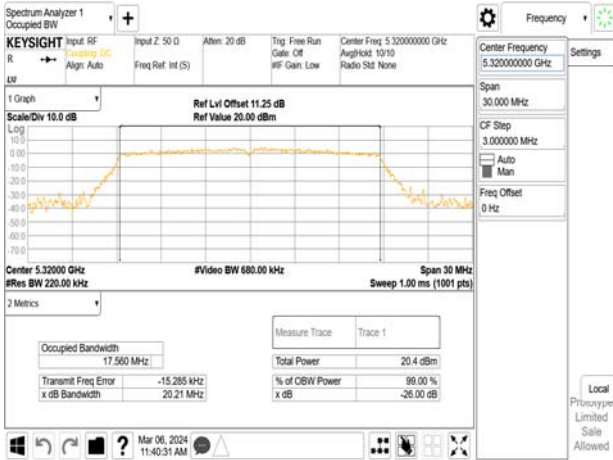 Spectrum Analyzer 1
Occupied BW
+
Frequency
KEYSIGHT
R
Input: RF
Coupling: DC
Align: Auto
Input Z: 50 Ω
Freq Ref: Int (S)
Atten: 20 dB
Trig: Free Run
Gate: Off
#IF Gain: Low
Center Freq: 5.320000000 GHz
Avg|Hold: 10/10
Radio Std: None
Center Frequency
5.320000000 GHz
Settings
Span
30.000 MHz
CF Step
3.000000 MHz
Auto
Man
Freq Offset
0 Hz
1 Graph
Scale/Div 10.0 dB
Ref Lvl Offset 11.25 dB
Ref Value 20.00 dBm
Log
10.0
0.00
-10.0
-20.0
-30.0
-40.0
-50.0
-60.0
-70.0
Center 5.32000 GHz
#Res BW 220.00 kHz
#Video BW 680.00 kHz
Span 30 MHz
Sweep 1.00 ms (1001 pts)
2 Metrics
Measure Trace
Trace 1
Occupied Bandwidth
17.560 MHz
Total Power
20.4 dBm
Transmit Freq Error
-15.285 kHz
% of OBW Power
99.00 %
x dB Bandwidth
20.21 MHz
x dB
-26.00 dB
Local
Prototype
Limited
Sale
Allowed
?
Mar 06, 2024
11:40:31 AM